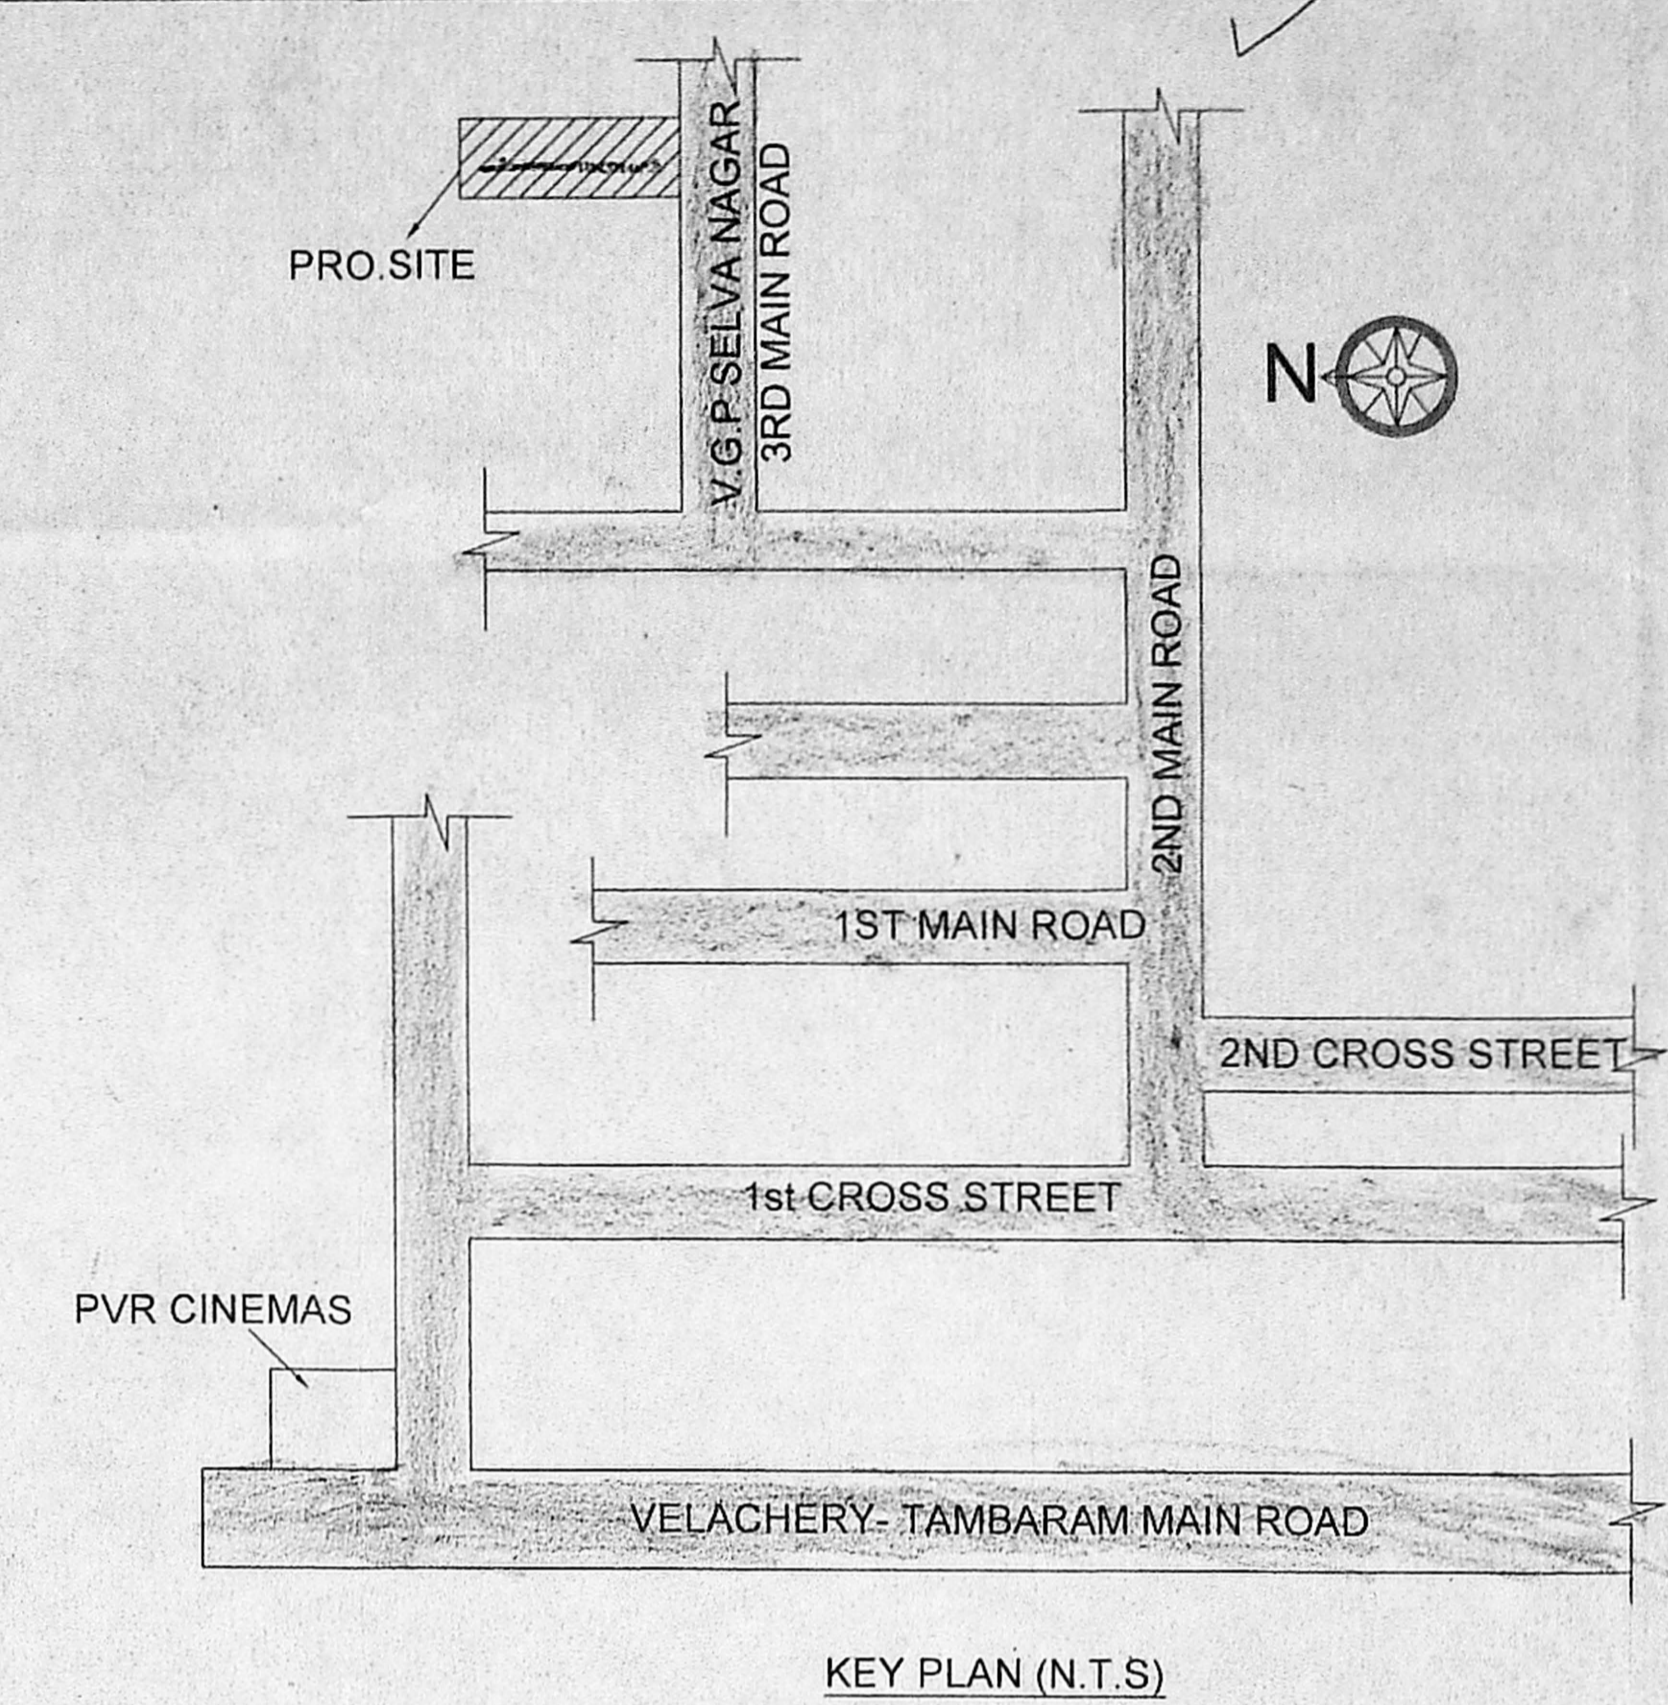 V.G.P SELVA NAGAR
3RD MAIN ROAD
PRO.SITE
N
2ND MAIN ROAD
1ST MAIN ROAD
2ND CROSS STREET
1st CROSS STREET
PVR CINEMAS
VELACHERY- TAMBARAM MAIN ROAD
KEY PLAN (N.T.S)